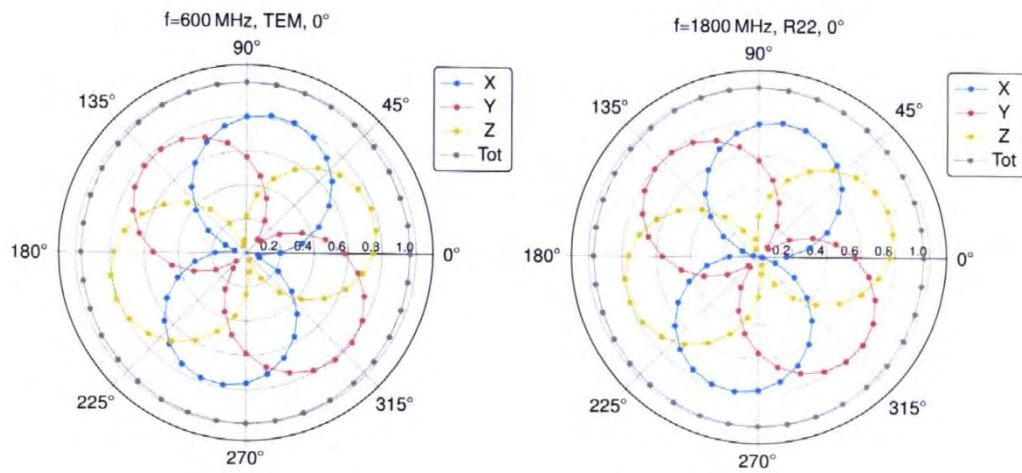 f=600 MHz, TEM, 0°
90°
135°
45°
180°
0.2 0.4 0.6 0.8 1.0
0°
225°
315°
270°
X
Y
Z
Tot
f=1800 MHz, R22, 0°
90°
135°
45°
180°
0.2 0.4 0.6 0.8 1.0
0°
225°
315°
270°
X
Y
Z
Tot